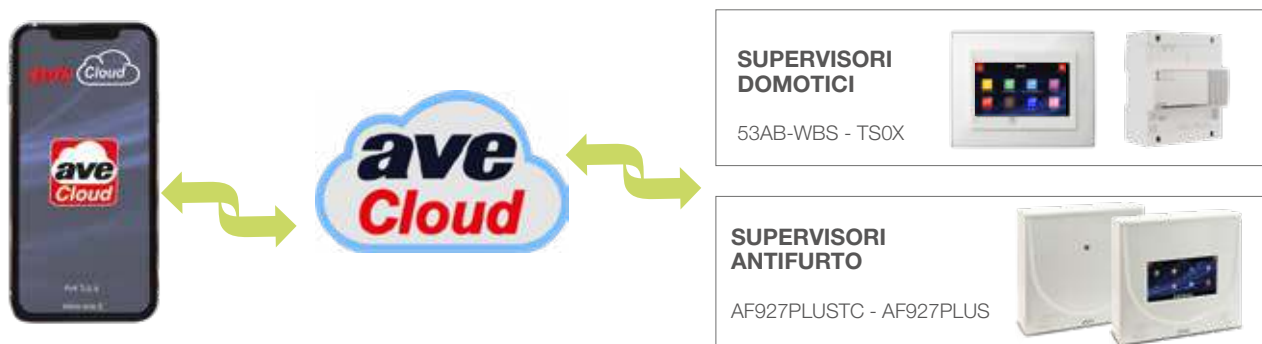 ave Cloud
ave
Cloud
ave
Cloud
SUPERVISORI
DOMOTICI
53AB-WBS - TS0X
SUPERVISORI
ANTIFURTO
AF927PLUSTC - AF927PLUS